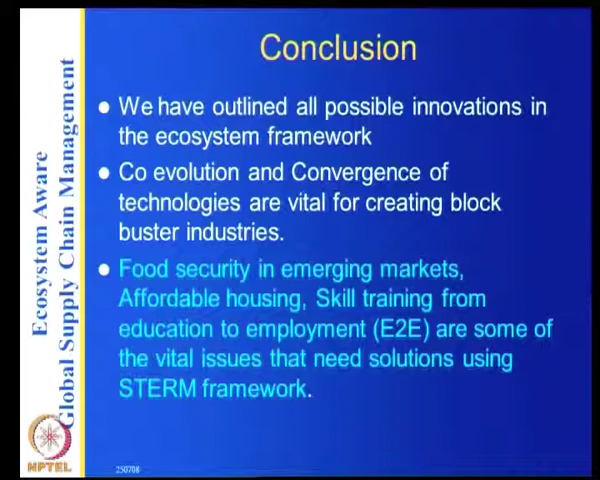 Conclusion
Ecosystem Aware
Global Supply Chain Management
● We have outlined all possible innovations in
the ecosystem framework
● Co evolution and Convergence of
technologies are vital for creating block
buster industries.
● Food security in emerging markets,
Affordable housing, Skill training from
education to employment (E2E) are some of
the vital issues that need solutions using
STERM framework.
NPTEL
250708